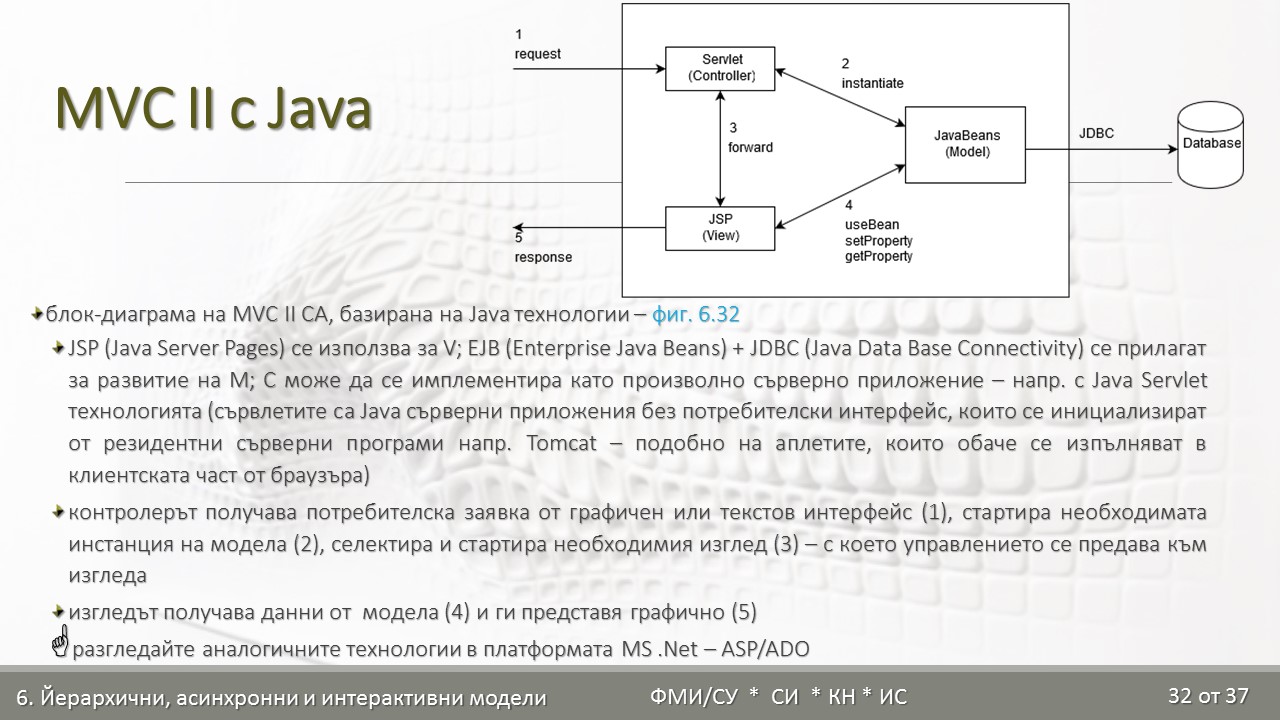 MVC II с Java
1
request
Servlet
(Controller)
2
instantiate
3
forward
JavaBeans
(Model)
JDBC
Database
JSP
(View)
4
useBean
setProperty
getProperty
5
response
блок-диаграма на MVC II СА, базирана на Java технологии – фиг. 6.32
JSP (Java Server Pages) се използва за V; EJB (Enterprise Java Beans) + JDBC (Java Data Base Connectivity) се прилагат
за развитие на М; С може да се имплементира като произволно сърверно приложение – напр. с Java Servlet
технологията (сървлетите са Java сърверни приложения без потребителски интерфейс, които се инициализират
от резидентни сърверни програми напр. Tomcat – подобно на аплетите, които обаче се изпълняват в
клиентската част от браузъра)
контролерът получава потребителска заявка от графичен или текстов интерфейс (1), стартира необходимата
инстанция на модела (2), селектира и стартира необходимия изглед (3) – с което управлението се предава към
изгледа
изгледът получава данни от модела (4) и ги представя графично (5)
разгледайте аналогичните технологии в платформата MS .Net – ASP/ADO
6. Йерархични, асинхронни и интерактивни модели
ФМИ/СУ * СИ * КН * ИС
32 от 37